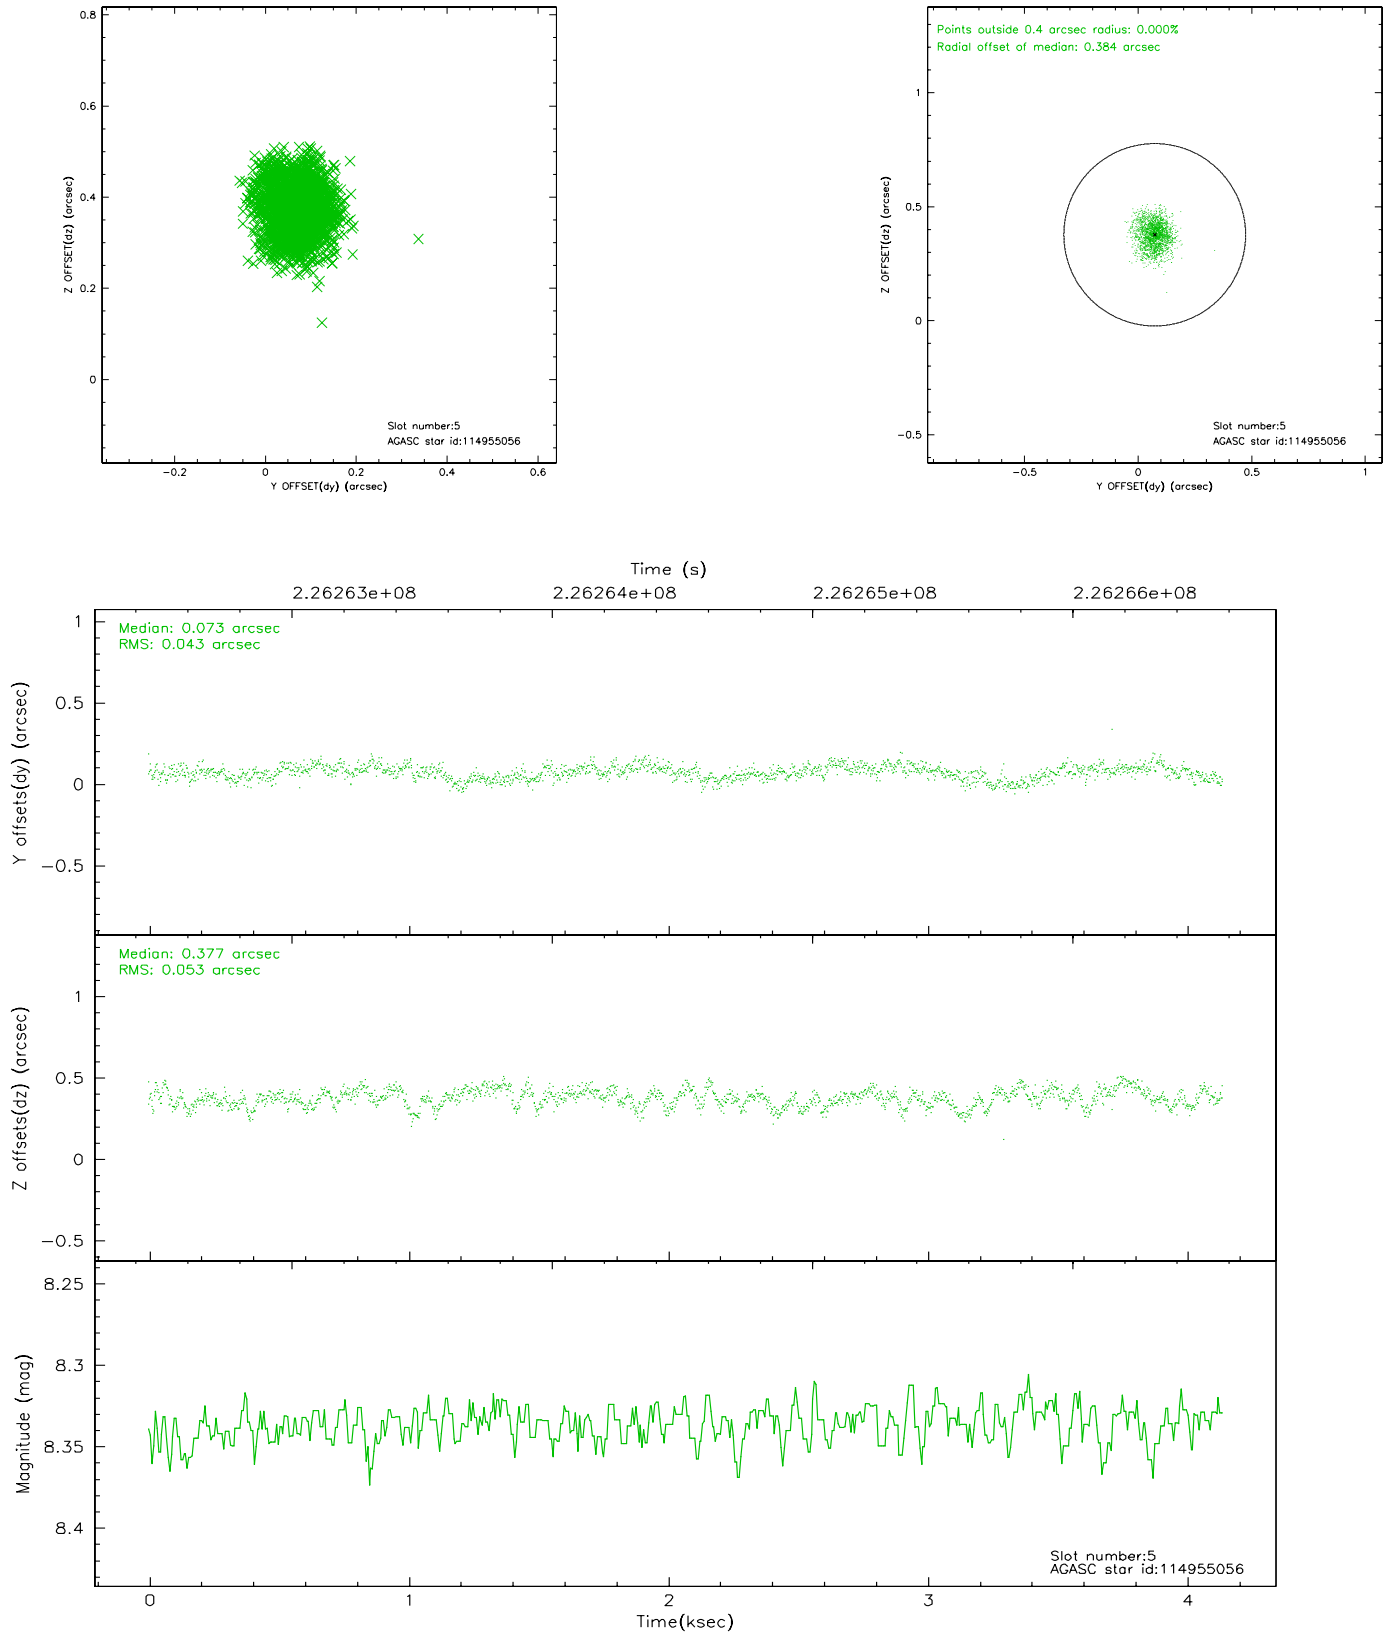 0.8
0.6
0.4
0.2
0
Z OFFSET(dz) (arcsec)
Slot number:5
AGASC star id:114955056
−0.2 0 0.2 0.4 0.6
Y OFFSET(dy) (arcsec)
Points outside 0.4 arcsec radius: 0.000%
Radial offset of median: 0.384 arcsec
1
0.5
0
−0.5
Z OFFSET(dz) (arcsec)
Slot number:5
AGASC star id:114955056
−0.5 0 0.5 1
Y OFFSET(dy) (arcsec)
Time (s)
2.26263e+08 2.26264e+08 2.26265e+08 2.26266e+08
Median: 0.073 arcsec
RMS: 0.043 arcsec
1
0.5
0
−0.5
Y offsets(dy) (arcsec)
Median: 0.377 arcsec
RMS: 0.053 arcsec
1
0.5
0
−0.5
Z offsets(dz) (arcsec)
8.25
8.3
8.35
8.4
Magnitude (mag)
Slot number:5
AGASC star id:114955056
0 1 2 3 4
Time(ksec)